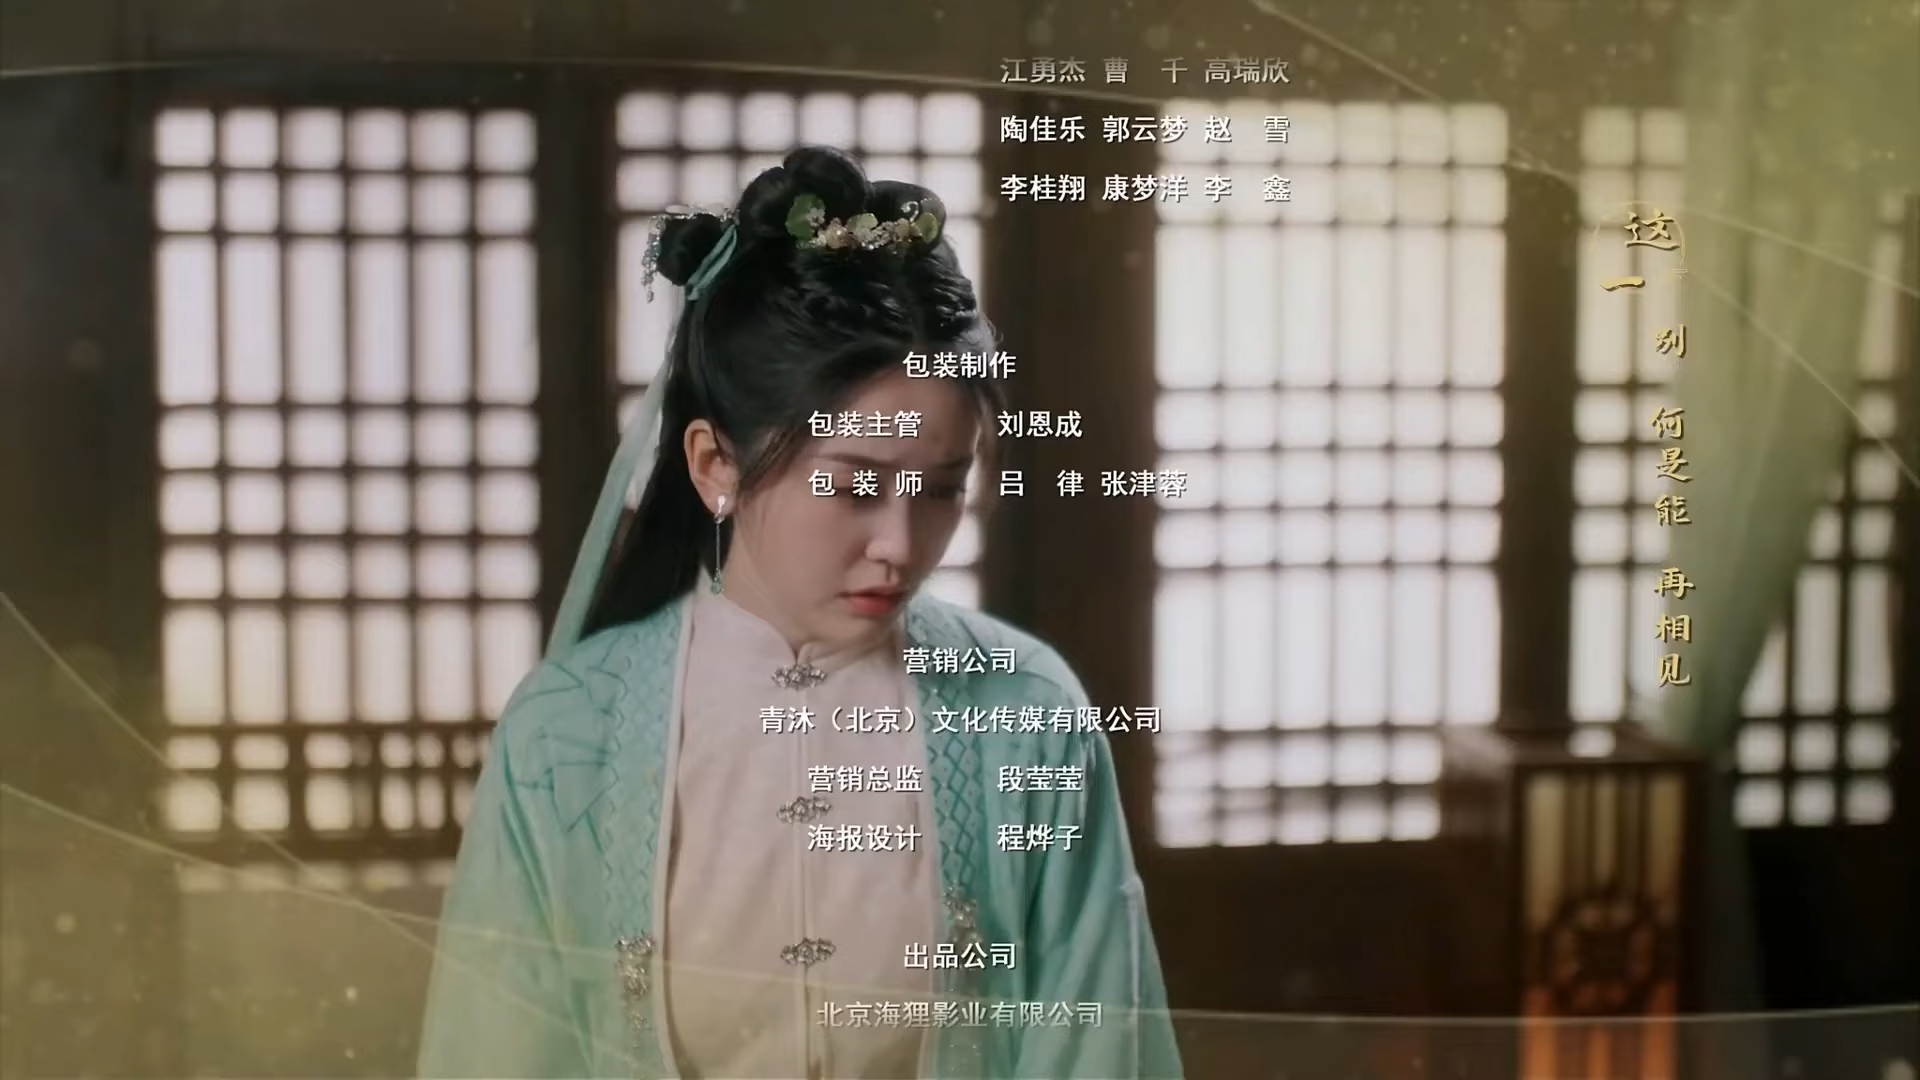 江勇杰 曹　千 高瑞欣
陶佳乐 郭云梦 赵　雪
李桂翔 康梦洋 李　鑫
包装制作
包装主管 刘恩成
包 装 师 吕　律 张津蓉
营销公司
青沐（北京）文化传媒有限公司
营销总监 段莹莹
海报设计 程烨子
出品公司
北京海狸影业有限公司
这一别 何是能 再相见